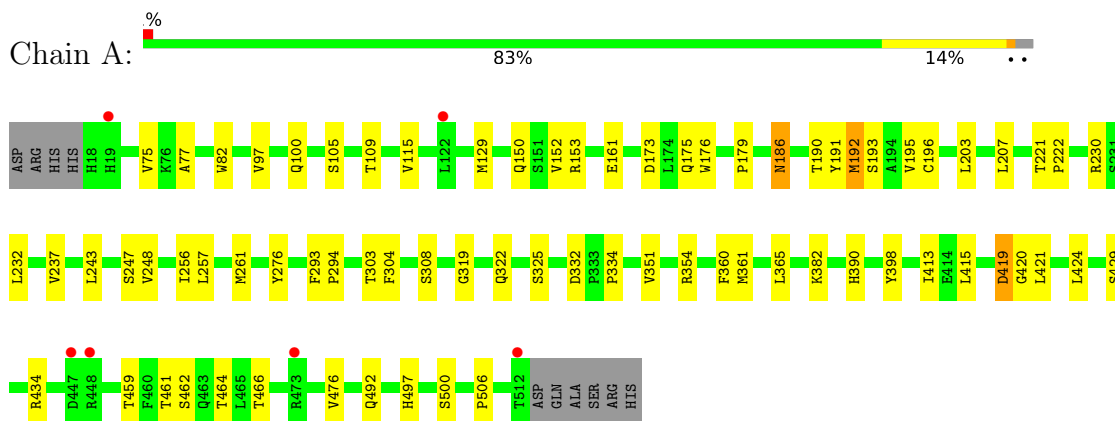 .%
Chain A:
83% 14% • •
ASP ARG HIS HIS H18 H19 V75 K76 A77 W82 V97 Q100 S105 T109 V115 L122 M129 Q150 S151 V152 R153 E161 D173 L174 Q175 W176 P179 N186 T190 Y191 M192 S193 A194 V195 C196 L203 L207 T221 P222 R230 S231
L232 V237 L243 S247 V248 I256 L257 M261 Y276 F293 P294 T303 F304 S308 G319 Q322 S325 D332 P333 P334 V351 R354 F360 M361 L365 K382 H390 Y398 I413 E414 L415 D419 G420 L421 L424 S429
R434 D447 R448 T459 F460 T461 S462 Q463 T464 L465 T466 R473 V476 Q492 H497 S500 P506 T512 ASP GLN ALA SER ARG HIS